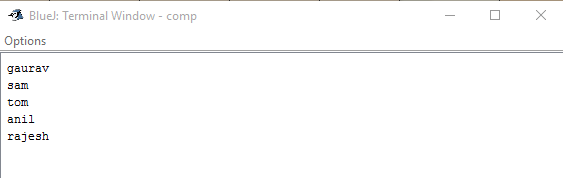 BlueJ: Terminal Window - comp
Options
gaurav
sam
tom
anil
rajesh